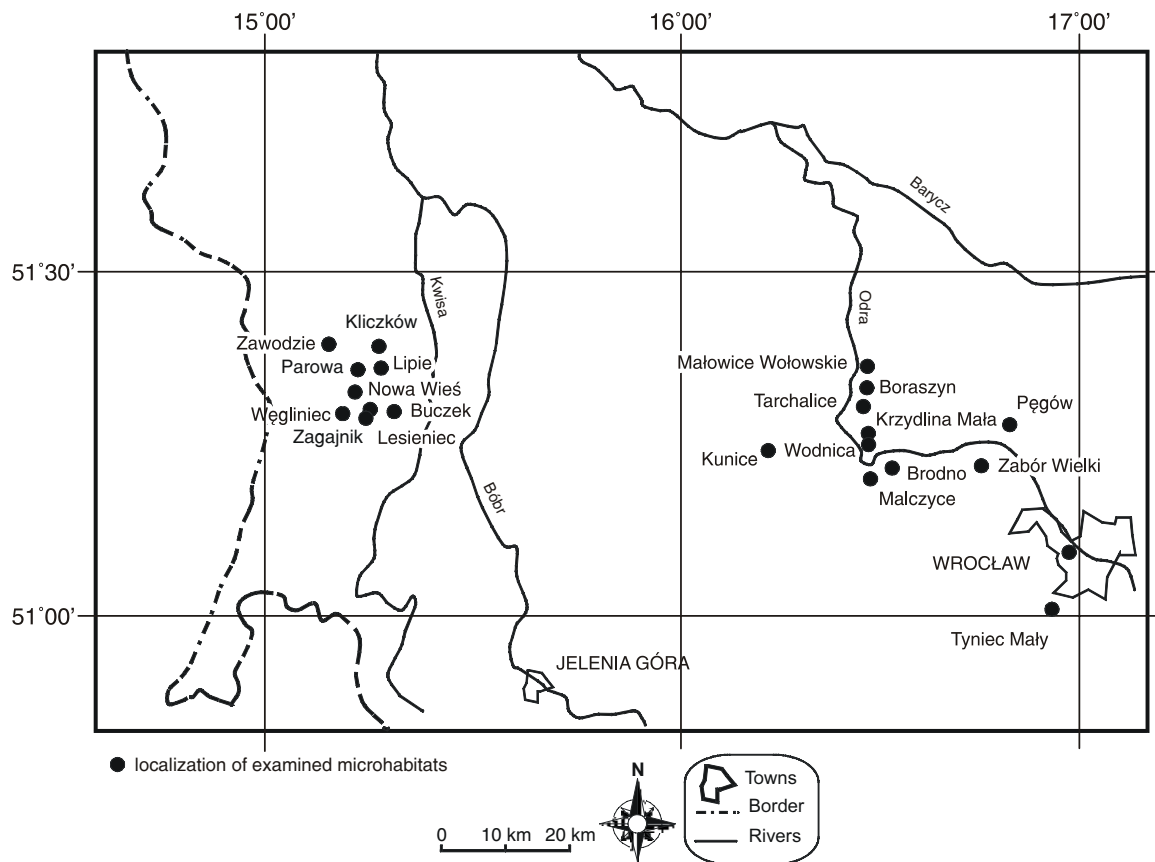 15°00'
16°00'
17°00'
Barycz
51°30'
Kwisa
Odra
Kliczków
Zawodzie
Małowice Wołowskie
Parowa
Lipie
Boraszyn
Nowa Wieś
Tarchalice
Pęgów
Węgliniec
Buczek
Krzydlina Mała
Zagajnik
Lesieniec
Kunice
Wodnica
Zabór Wielki
Brodno
Bóbr
Malczyce
WROCŁAW
51°00'
Tyniec Mały
JELENIA GÓRA
localization of examined microhabitats
N
Towns
Border
Rivers
0 10 km 20 km